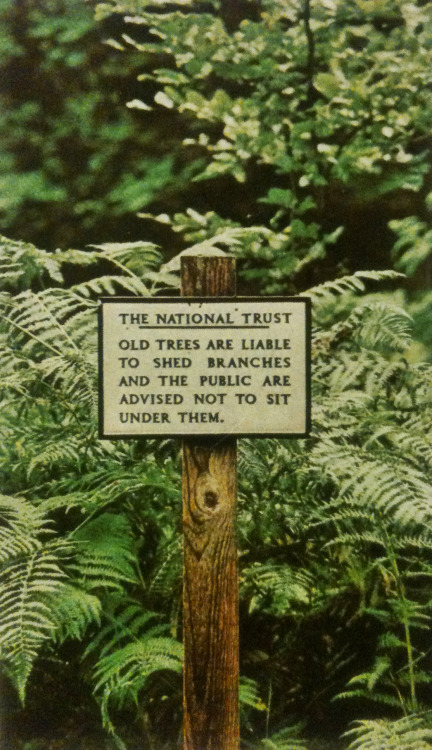 THE NATIONAL TRUST
OLD TREES ARE LIABLE
TO SHED BRANCHES
AND THE PUBLIC ARE
ADVISED NOT TO SIT
UNDER THEM.